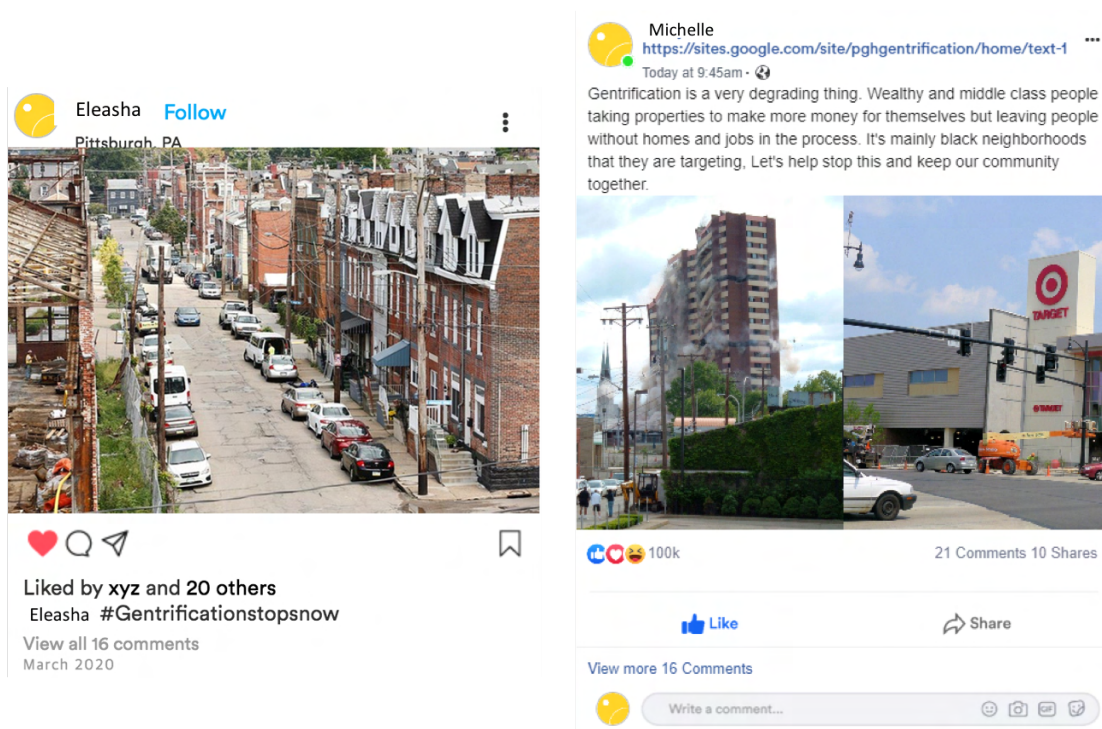 Eleasha Follow
Pittsburgh, PA
Liked by xyz and 20 others
Eleasha #Gentrificationstopsnow
View all 16 comments
March 2020
Michelle
https://sites.google.com/site/pghgentrification/home/text-1
Today at 9:45am ·
Gentrification is a very degrading thing. Wealthy and middle class people
taking properties to make more money for themselves but leaving people
without homes and jobs in the process. It's mainly black neighborhoods
that they are targeting, Let's help stop this and keep our community
together.
TARGET
TARGET
100k
21 Comments 10 Shares
Like
Share
View more 16 Comments
Write a comment...
GIF